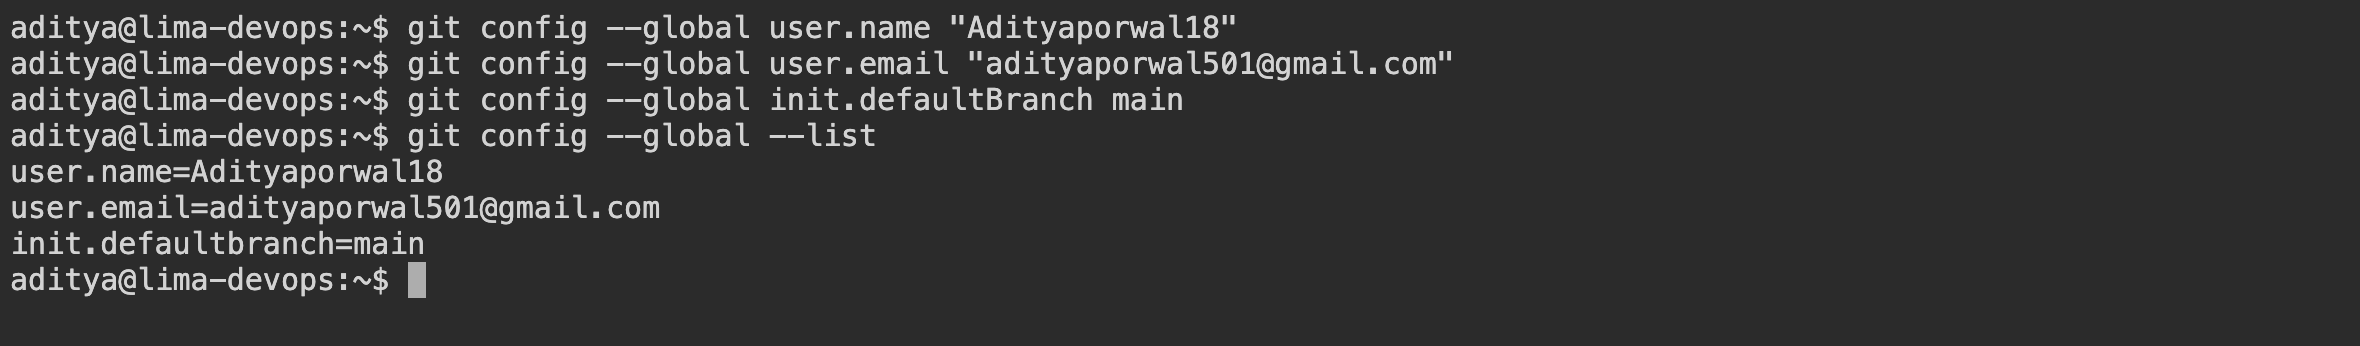 aditya@lima-devops:~$ git config --global user.name "Adityaporwal18"
aditya@lima-devops:~$ git config --global user.email "adityaporwal501@gmail.com"
aditya@lima-devops:~$ git config --global init.defaultBranch main
aditya@lima-devops:~$ git config --global --list
user.name=Adityaporwal18
user.email=adityaporwal501@gmail.com
init.defaultbranch=main
aditya@lima-devops:~$